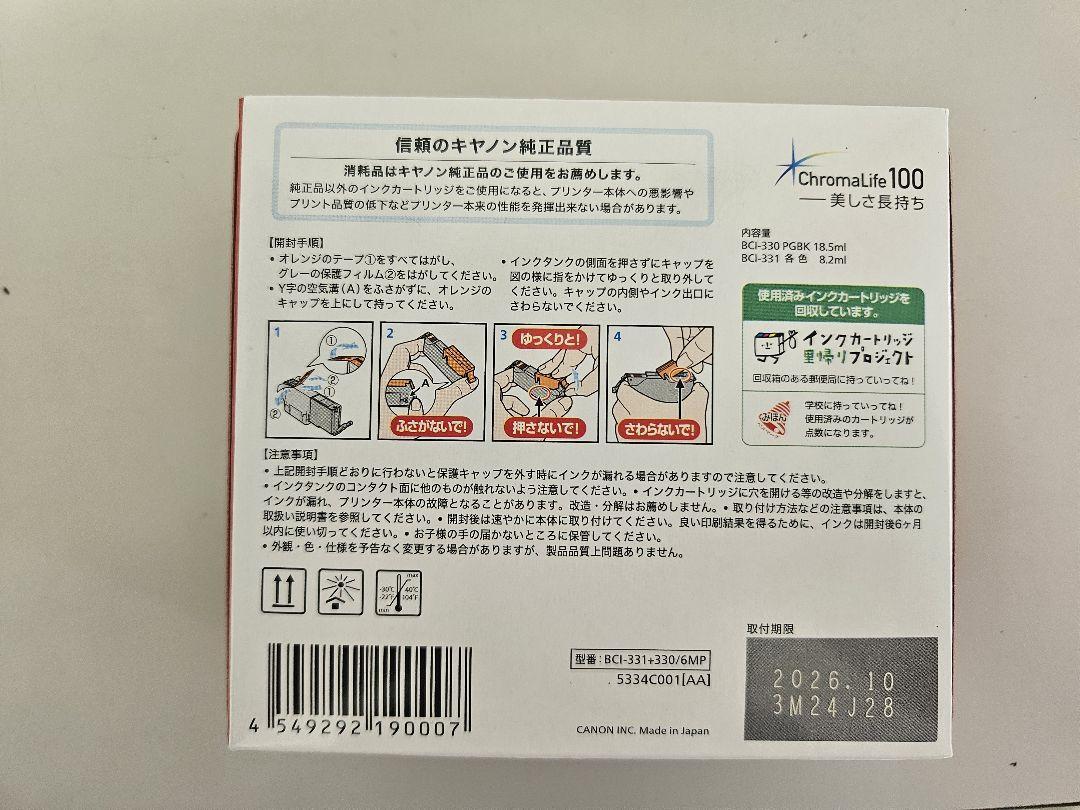 信頼のキヤノン純正品質
消耗品はキヤノン純正品のご使用をお薦めします。
純正品以外のインクカートリッジをご使用になると、プリンター本体への悪影響や
プリント品質の低下などプリンター本来の性能を発揮出来ない場合があります。
ChromaLife100
美しさ長持ち
内容量
BCI-330 PGBK 18.5ml
BCI-331 各色 8.2ml
【開封手順】
・オレンジのテープ①をすべてはがし、
グレーの保護フィルム②をはがしてください。
・Y字の空気溝(A)をふさがずに、オレンジの
キャップを上にして持ってください。
・インクタンクの側面を押さずにキャップを
図の様に指をかけてゆっくりと取り外して
ください。キャップの内側やインク出口に
さわらないでください。
1
①
②
①
②
2
A
ふさがないで!
3
ゆっくりと!
押さないで!
4
さわらないで!
使用済みインクカートリッジを
回収しています。
インクカートリッジ
里帰りプロジェクト
回収箱のある郵便局に持っていってね!
みほん
学校に持っていってね!
使用済みのカートリッジが
点数になります。
【注意事項】
・上記開封手順どおりに行わないと保護キャップを外す時にインクが漏れる場合がありますので注意してください。
・インクタンクのコンタクト面に他のものが触れないよう注意してください。・インクカートリッジに穴を開ける等の改造や分解をしますと、
インクが漏れ、プリンター本体の故障となることがあります。改造・分解はお薦めしません。・取り付け方法などの注意事項は、本体の
取扱い説明書を参照してください。・開封後は速やかに本体に取り付けてください。良い印刷結果を得るために、インクは開封後6ヶ月
以内に使い切ってください。・お子様の手の届かないところに保管してください。
・外観・色・仕様を予告なく変更する場合がありますが、製品品質上問題ありません。
max
-30℃ 40℃
-22°F 104°F
min
取付期限
2026.10
3M24J28
型番:BCI-331+330/6MP
5334C001[AA]
CANON INC. Made in Japan
4 549292 190007